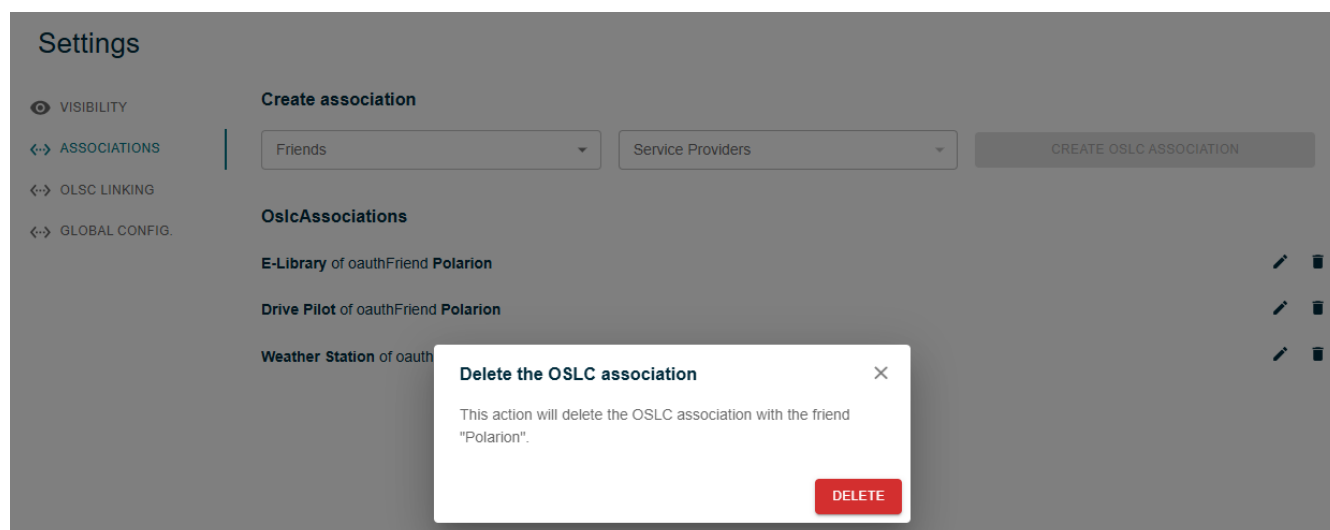 Settings
VISIBILITY
ASSOCIATIONS
OLSC LINKING
GLOBAL CONFIG.
Create association
Friends
Service Providers
CREATE OSLC ASSOCIATION
OslcAssociations
E-Library of oauthFriend Polarion
Drive Pilot of oauthFriend Polarion
Weather Station of oauth
Delete the OSLC association
This action will delete the OSLC association with the friend
"Polarion".
DELETE